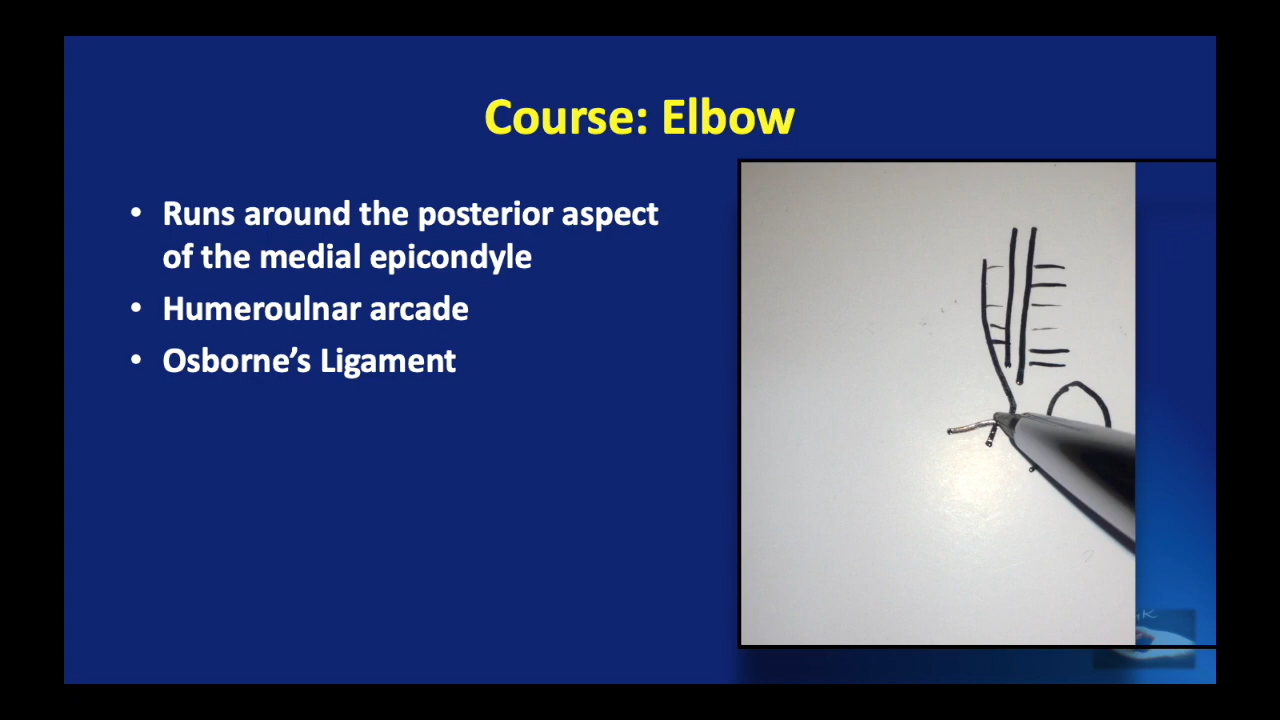 Course: Elbow
• Runs around the posterior aspect
of the medial epicondyle
• Humeroulnar arcade
• Osborne’s Ligament